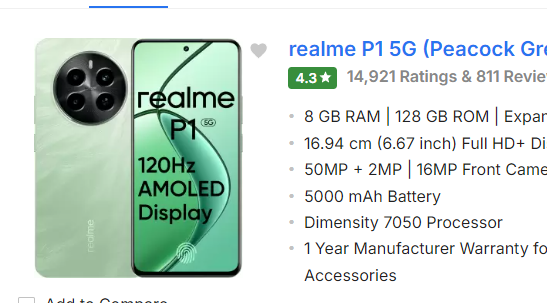 realme P1 5G (Peacock Gre
4.3★ 14,921 Ratings & 811 Revie
8 GB RAM | 128 GB ROM | Expan
16.94 cm (6.67 inch) Full HD+ Di
50MP + 2MP | 16MP Front Came
5000 mAh Battery
Dimensity 7050 Processor
1 Year Manufacturer Warranty fo
Accessories
realme
P1 5G
120Hz
AMOLED
Display
realme
Add to Compare